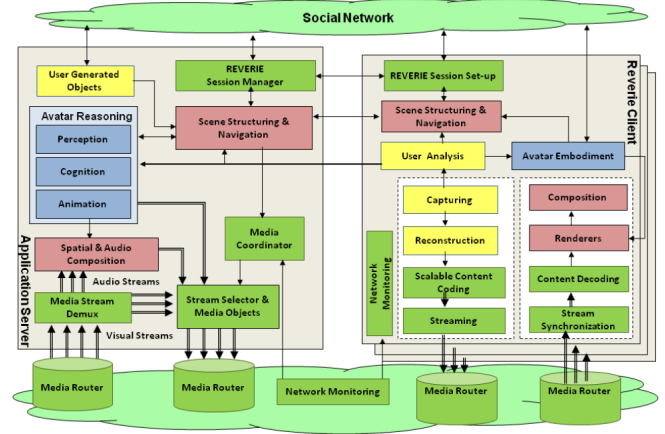 Social Network
User Generated
Objects
REVERIE
Session Manager
REVERIE Session Set-up
Reverie Client
Avatar Reasoning
Perception
Cognition
Animation
Scene Structuring &
Navigation
Scene Structuring &
Navigation
User Analysis
Avatar Embodiment
Capturing
Reconstruction
Scalable Content
Coding
Streaming
Composition
Renderers
Content Decoding
Stream
Synchronization
Network
Monitoring
Media
Coordinator
Spatial & Audio
Composition
Audio Streams
Media Stream
Demux
Visual Streams
Stream Selector &
Media Objects
Application Server
Media Router
Media Router
Network Monitoring
Media Router
Media Router